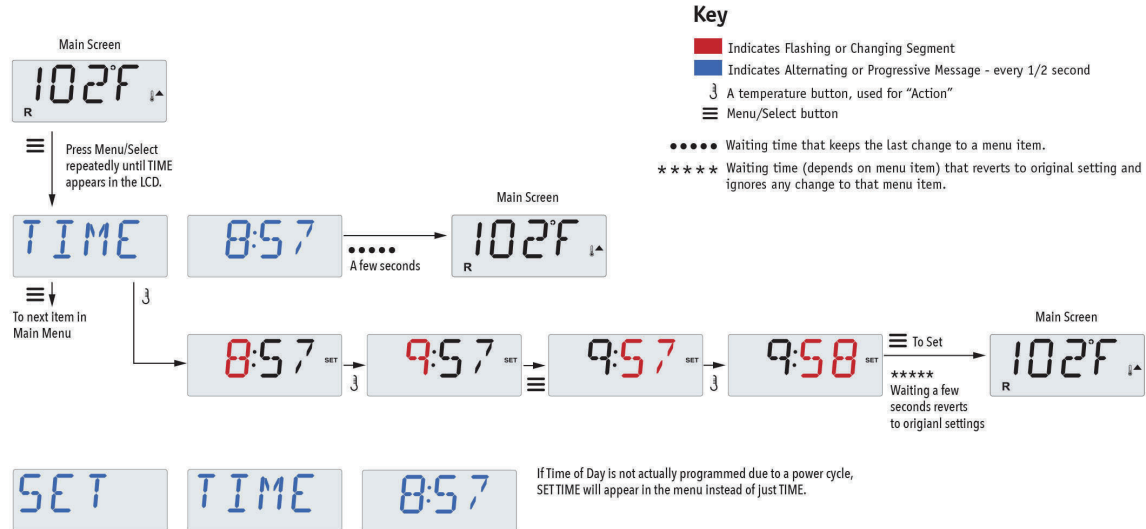 Key
Indicates Flashing or Changing Segment
Indicates Alternating or Progressive Message - every 1/2 second
A temperature button, used for “Action”
Menu/Select button
••••• Waiting time that keeps the last change to a menu item.
***** Waiting time (depends on menu item) that reverts to original setting and
ignores any change to that menu item.
Main Screen
102°F
R
Press Menu/Select
repeatedly until TIME
appears in the LCD.
TIME
8:57
•••••
A few seconds
Main Screen
102°F
R
To next item in
Main Menu
8:57 SET
9:57 SET
9:57 SET
9:58 SET
To Set
*****
Waiting a few
seconds reverts
to origianl settings
Main Screen
102°F
R
SET
TIME
8:57
If Time of Day is not actually programmed due to a power cycle,
SET TIME will appear in the menu instead of just TIME.